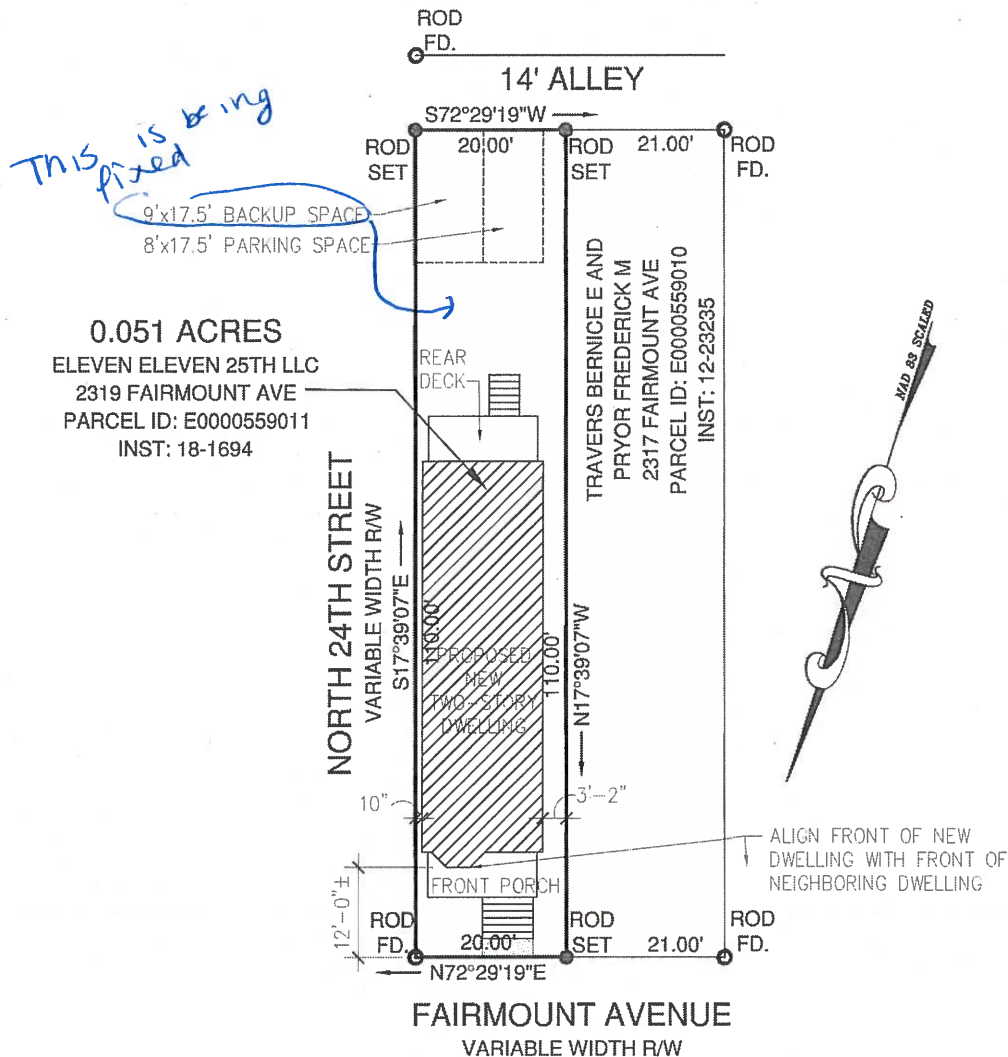 ROD
FD.
14' ALLEY
S72°29'19"W
This is being
fixed
ROD
SET
20.00'
ROD
SET
21.00'
ROD
FD.
9'x17.5' BACKUP SPACE
8'x17.5' PARKING SPACE
0.051 ACRES
ELEVEN ELEVEN 25TH LLC
2319 FAIRMOUNT AVE
PARCEL ID: E0000559011
INST: 18-1694
REAR
DECK
TRAVERS BERNICE E AND
PRYOR FREDERICK M
2317 FAIRMOUNT AVE
PARCEL ID: E0000559010
INST: 12-23235
NAD 83 SCALED
NORTH 24TH STREET
VARIABLE WIDTH R/W
S17°39'07"E
110.00'
PROPOSED
NEW
TWO-STORY
DWELLING
110.00'
N17°39'07"W
10"
3'-2"
ALIGN FRONT OF NEW
DWELLING WITH FRONT OF
NEIGHBORING DWELLING
FRONT PORCH
12'-0"±
ROD
FD.
20.00'
ROD
SET
21.00'
ROD
FD.
N72°29'19"E
FAIRMOUNT AVENUE
VARIABLE WIDTH R/W